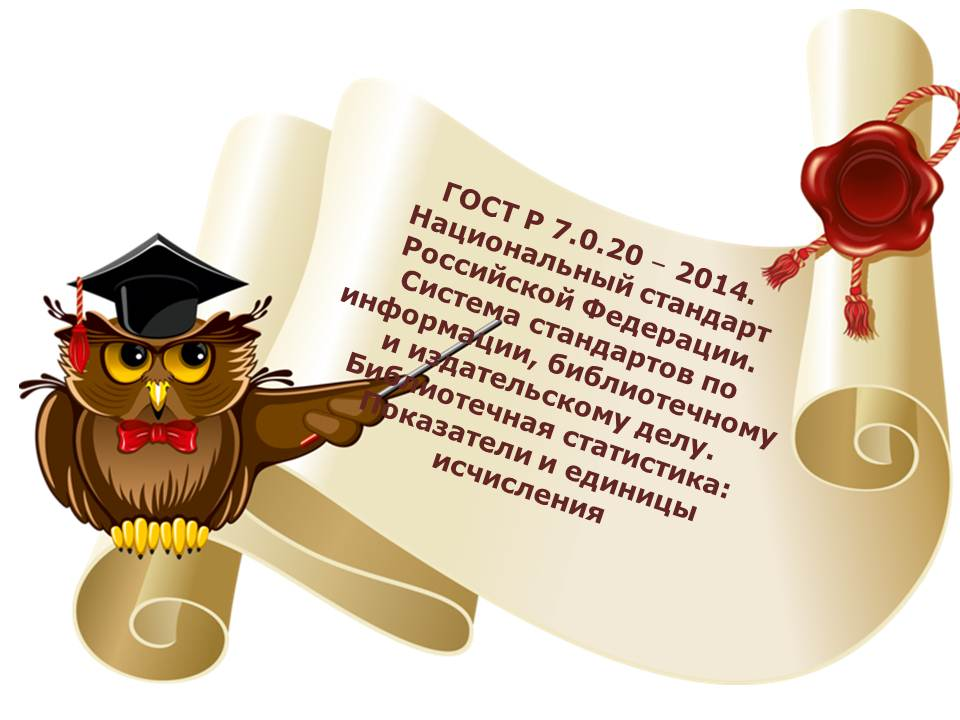 ГОСТ Р 7.0.20 – 2014.
Национальный стандарт
Российской Федерации.
Система стандартов по
информации, библиотечному
и издательскому делу.
Библиотечная статистика:
показатели и единицы
исчисления